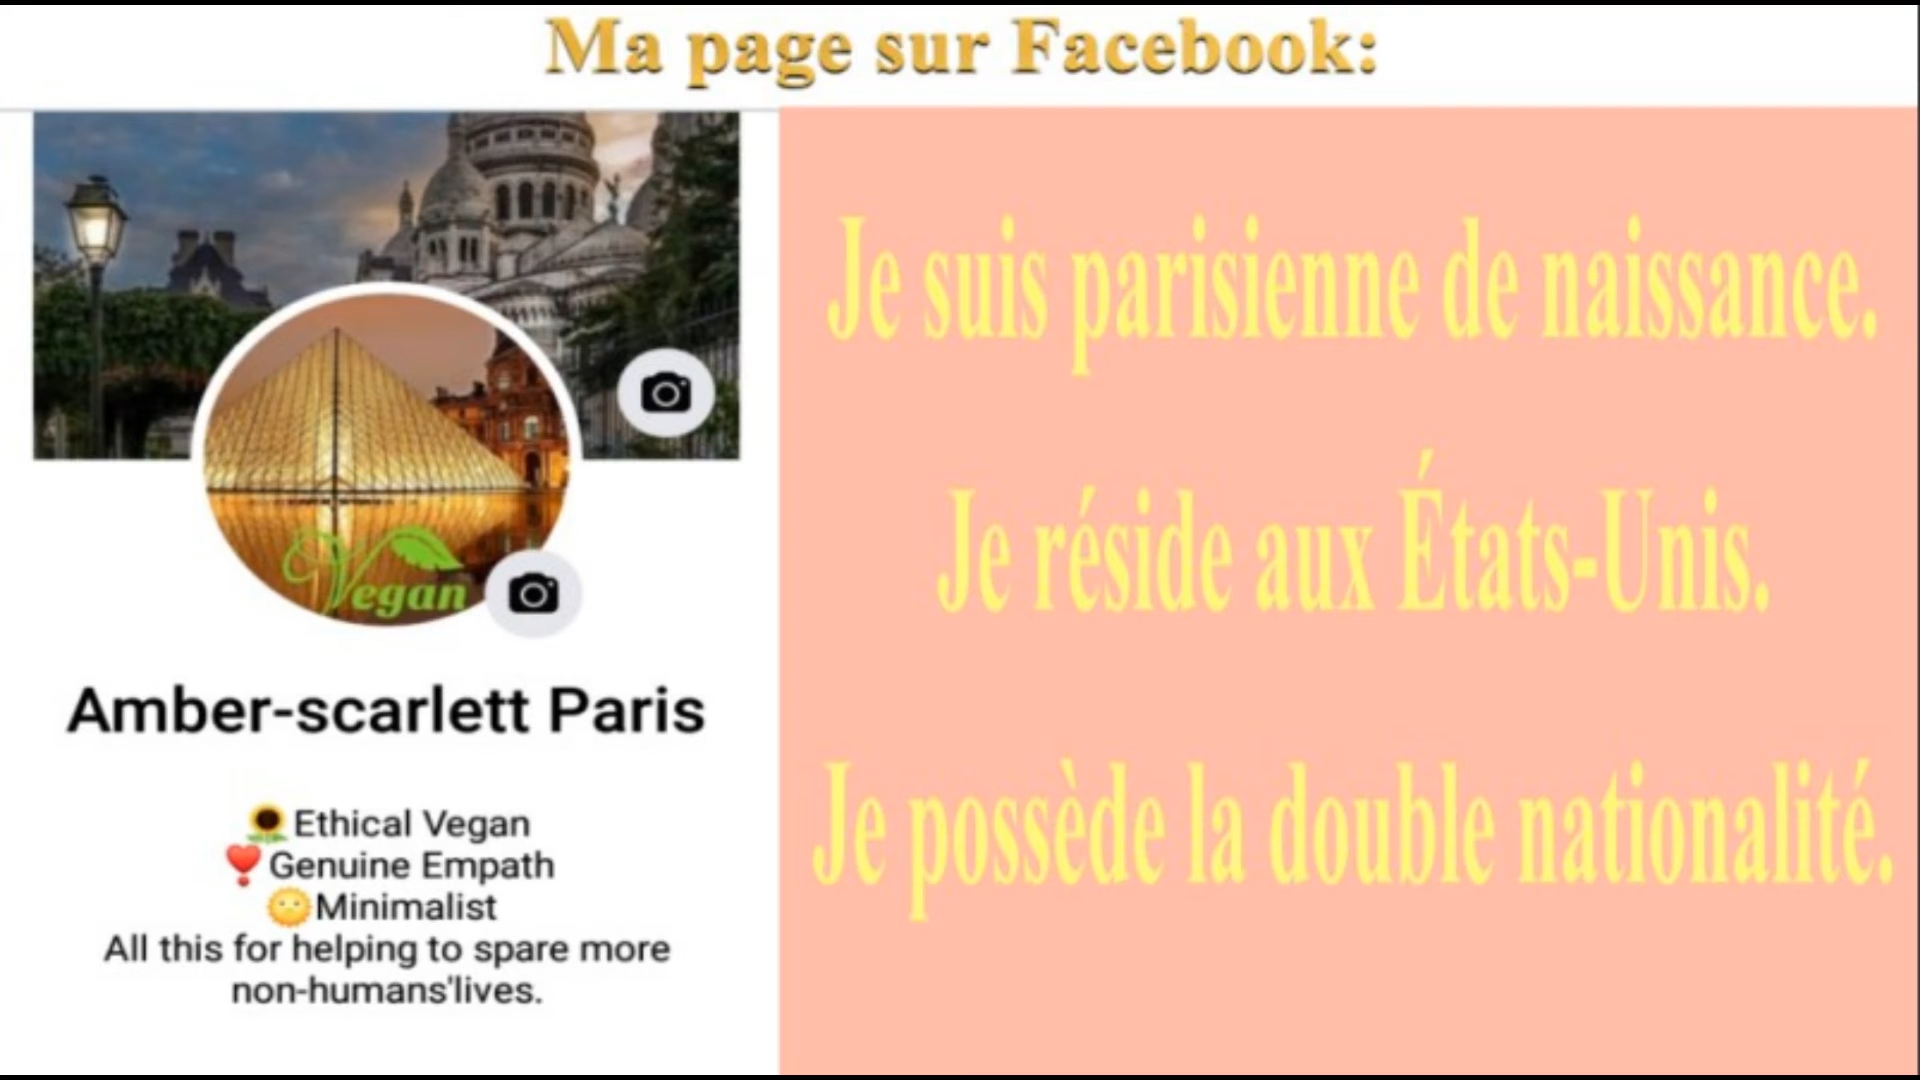 Ma page sur Facebook:
Vegan
Amber-scarlett Paris
🌻Ethical Vegan
❣️Genuine Empath
🌝Minimalist
All this for helping to spare more
non-humans'lives.
Je suis parisienne de naissance.
Je réside aux États-Unis.
Je possède la double nationalité.